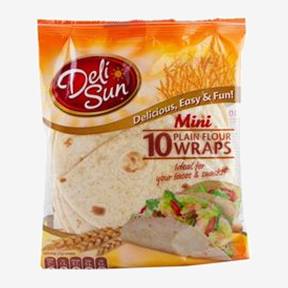 Deli
Sun
Delicious, Easy & Fun!
Mini
10 PLAIN FLOUR
WRAPS
Ideal for
your tacos & snacks!